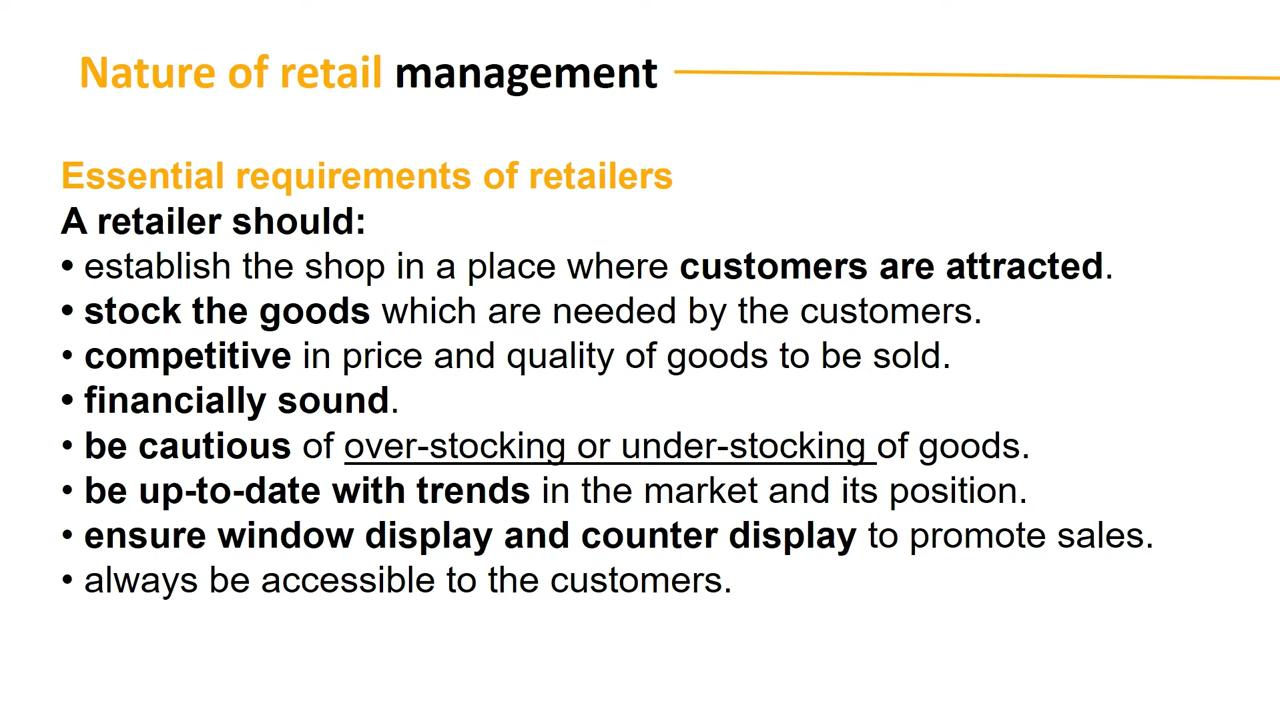 Nature of retail management
Essential requirements of retailers
A retailer should:
• establish the shop in a place where customers are attracted.
• stock the goods which are needed by the customers.
• competitive in price and quality of goods to be sold.
• financially sound.
• be cautious of over-stocking or under-stocking of goods.
• be up-to-date with trends in the market and its position.
• ensure window display and counter display to promote sales.
• always be accessible to the customers.